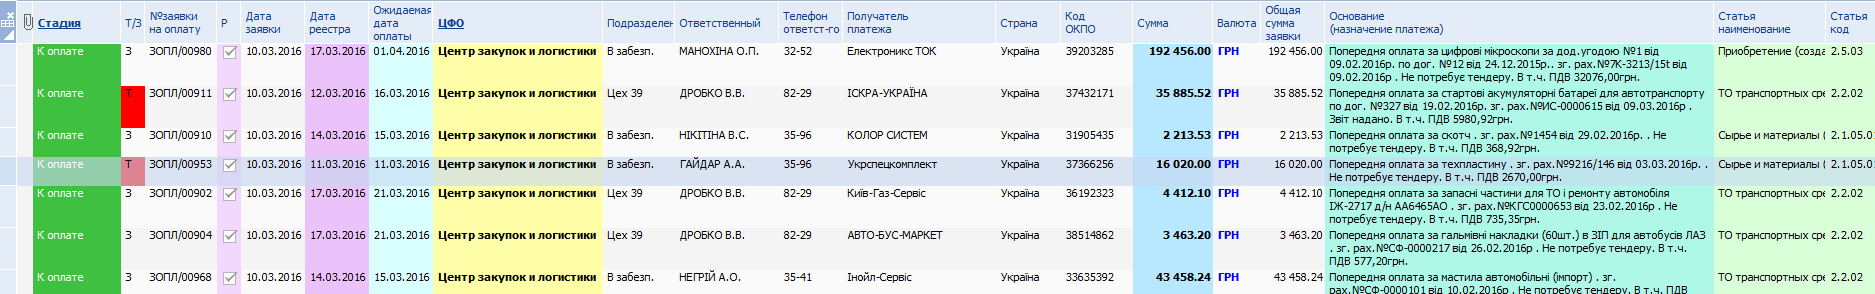 Стадия Т/З №заявки на оплату Р Дата заявки Дата реестра Ожидаемая дата оплаты ЦФО Подразделен Ответственный Телефон ответст-го Получатель платежа Страна Код ОКПО Сумма Валюта Общая сумма заявки Основание (назначение платежа) Статья наименование Статья код
К оплате З ЗОПЛ/00980 10.03.2016 17.03.2016 01.04.2016 Центр закупок и логистики В забезп. МАНОХІНА О.П. 32-52 Електронікс ТОК Україна 39203285 192 456.00 ГРН 192 456.00 Попередня оплата за цифрові мікроскопи за дод.угодою №1 від Приобретение (созда 2.5.03
09.02.2016р. по дог. №12 від 24.12.2015р.. зг. рах.№7К-3213/15t від
09.02.2016р . Не потребує тендеру. В т.ч. ПДВ 32076,00грн.
К оплате Т ЗОПЛ/00911 10.03.2016 12.03.2016 16.03.2016 Центр закупок и логистики Цех 39 ДРОБКО В.В. 82-29 ІСКРА-УКРАЇНА Україна 37432171 35 885.52 ГРН 35 885.52 Попередня оплата за стартові акумуляторні батареї для автотранспорту ТО транспортных сре 2.2.02
по дог. №327 від 19.02.2016р. зг. рах.№ИС-0000615 від 09.03.2016р .
Звіт надано. В т.ч. ПДВ 5980,92грн.
К оплате З ЗОПЛ/00910 10.03.2016 14.03.2016 15.03.2016 Центр закупок и логистики В забезп. НІКІТІНА В.С. 35-96 КОЛОР СИСТЕМ Україна 31905435 2 213.53 ГРН 2 213.53 Попередня оплата за скотч . зг. рах.№1454 від 29.02.2016р. . Не Сырье и материалы ( 2.1.05.01
потребує тендеру. В т.ч. ПДВ 368,92грн.
К оплате Т ЗОПЛ/00953 10.03.2016 11.03.2016 11.03.2016 Центр закупок и логистики В забезп. ГАЙДАР А.А. 35-96 Укрспецкомплект Україна 37366256 16 020.00 ГРН 16 020.00 Попередня оплата за техпластину . зг. рах.№9216/146 від 03.03.2016р. . Сырье и материалы ( 2.1.05.01
Не потребує тендеру. В т.ч. ПДВ 2670,00грн.
К оплате З ЗОПЛ/00902 10.03.2016 17.03.2016 21.03.2016 Центр закупок и логистики Цех 39 ДРОБКО В.В. 82-29 Київ-Газ-Сервіс Україна 36192323 4 412.10 ГРН 4 412.10 Попередня оплата за запасні частини для ТО і ремонту автомобіля ТО транспортных сре 2.2.02
ІЖ-2717 д/н АА6465АО . зг. рах.№КГС0000653 від 23.02.2016р . Не
потребує тендеру. В т.ч. ПДВ 735,35грн.
К оплате З ЗОПЛ/00904 10.03.2016 17.03.2016 21.03.2016 Центр закупок и логистики Цех 39 ДРОБКО В.В. 82-29 АВТО-БУС-МАРКЕТ Україна 38514862 3 463.20 ГРН 3 463.20 Попередня оплата за гальмівні накладки (60шт.) в ЗІП для автобусів ЛАЗ ТО транспортных сре 2.2.02
. зг. рах.№СФ-0000217 від 26.02.2016р . Не потребує тендеру. В т.ч.
ПДВ 577,20грн.
К оплате З ЗОПЛ/00968 10.03.2016 14.03.2016 15.03.2016 Центр закупок и логистики В забезп. НЕГРІЙ А.О. 35-41 Інойл-Сервіс Україна 33635392 43 458.24 ГРН 43 458.24 Попередня оплата за мастила автомобільні (імпорт) . зг. ТО транспортных сре 2.2.02
рах.№СФ-0000101 від 10.02.2016р . Не потребує тендеру. В т.ч. ПДВ